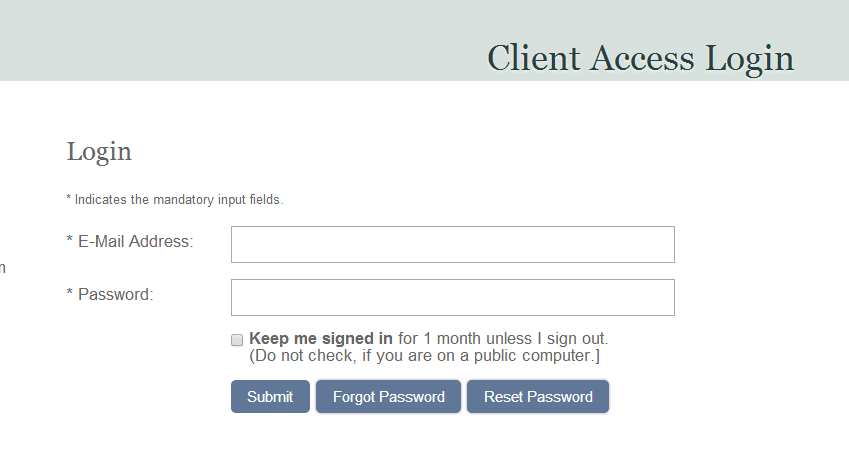 Client Access Login
Login
* Indicates the mandatory input fields.
* E-Mail Address:
n
* Password:
Keep me signed in for 1 month unless I sign out.
(Do not check, if you are on a public computer.]
Submit Forgot Password Reset Password